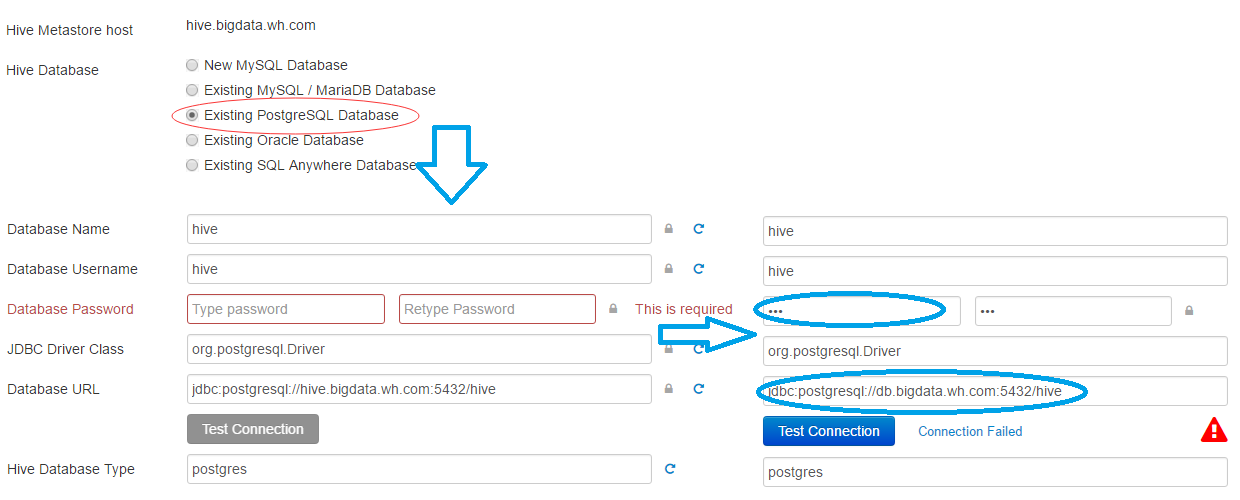 Hive Metastore host hive.bigdata.wh.com
Hive Database New MySQL Database
Existing MySQL / MariaDB Database
Existing PostgreSQL Database
Existing Oracle Database
Existing SQL Anywhere Database
Database Name hive hive
Database Username hive hive
Database Password Type password Retype Password This is required ••• •••
JDBC Driver Class org.postgresql.Driver org.postgresql.Driver
Database URL jdbc:postgresql://hive.bigdata.wh.com:5432/hive jdbc:postgresql://db.bigdata.wh.com:5432/hive
Test Connection Test Connection Connection Failed
Hive Database Type postgres postgres